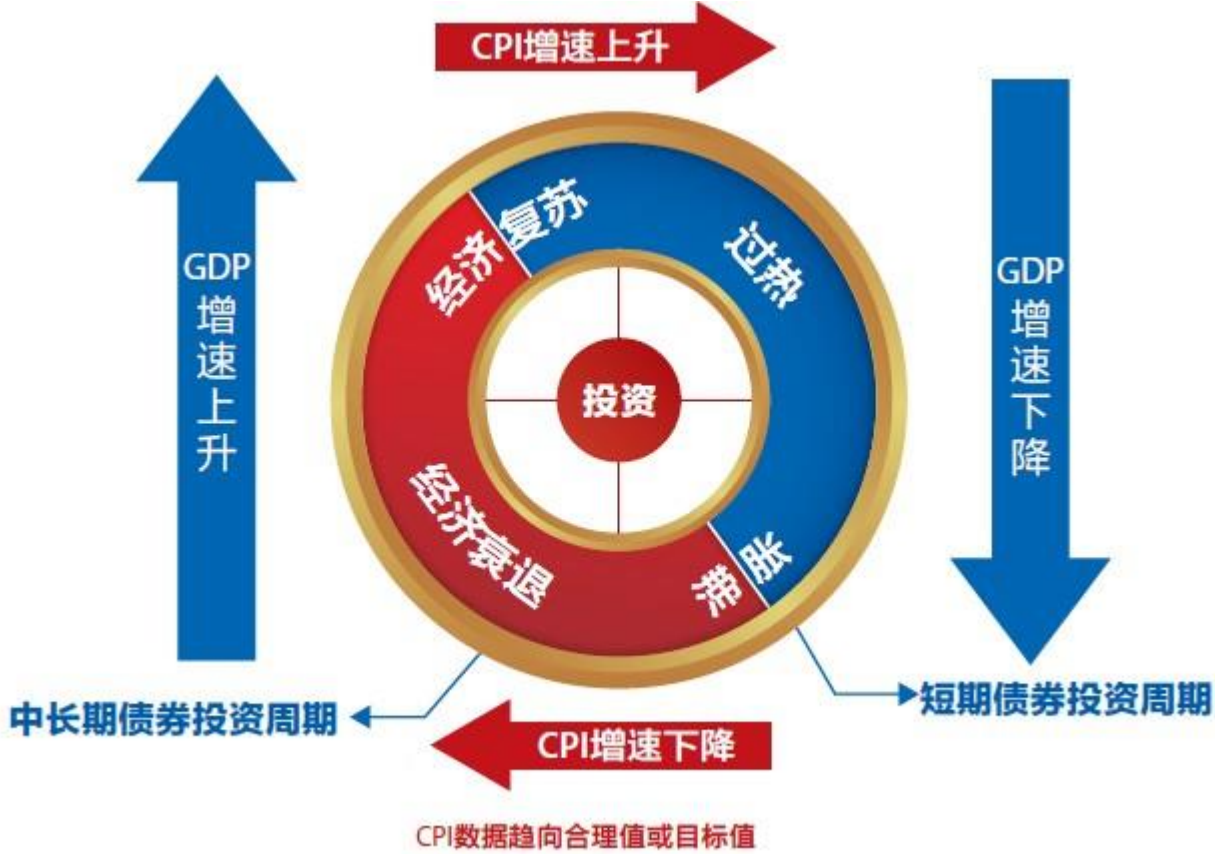 CPI增速上升
GDP
增
速
上
升
GDP
增
速
下
降
经济复苏
过热
投资
经济衰退
滞胀
中长期债券投资周期
短期债券投资周期
CPI增速下降
CPI数据趋向合理值或目标值